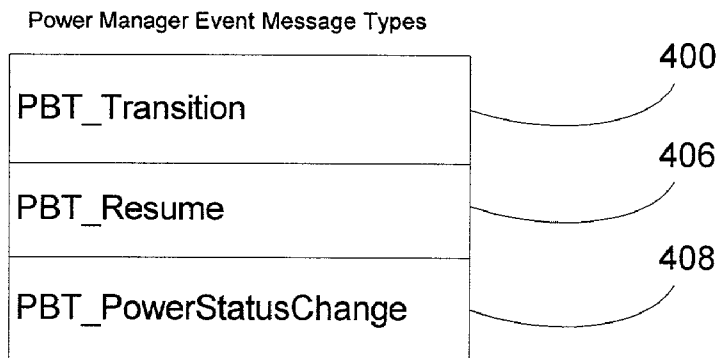 Power Manager Event Message Types
PBT_Transition
400
PBT_Resume
406
PBT_PowerStatusChange
408